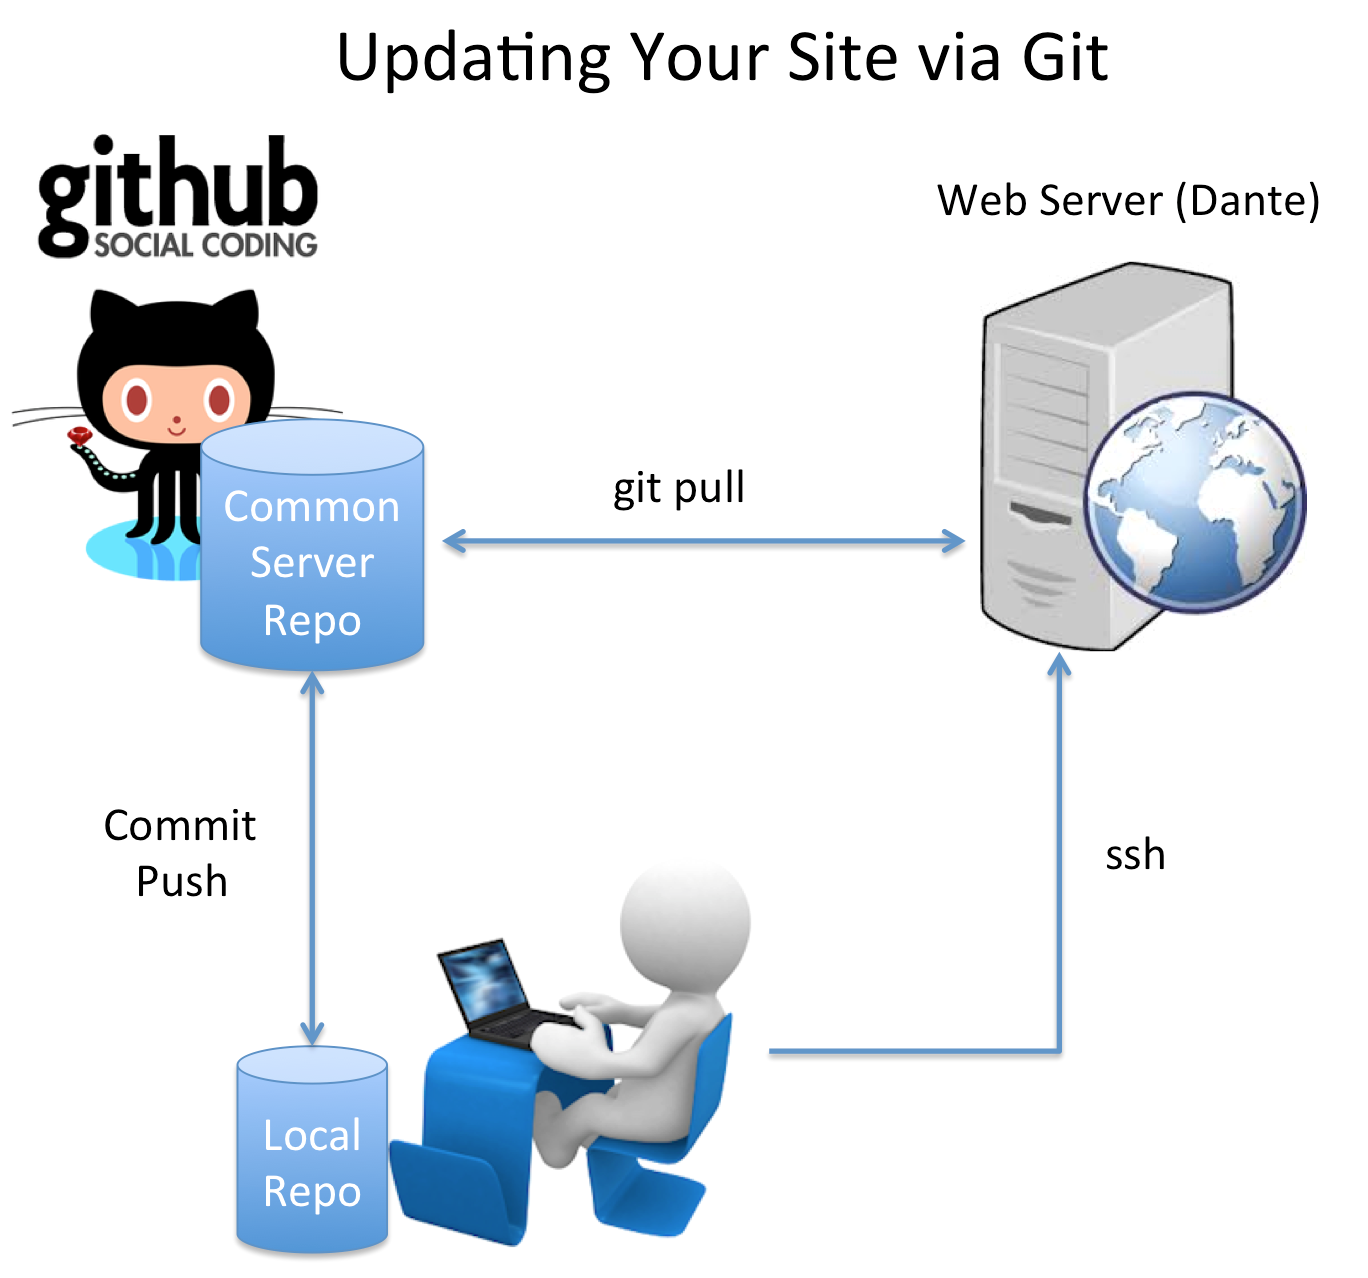 Updating Your Site via Git
github
SOCIAL CODING
Web Server (Dante)
Common
Server
Repo
git pull
Commit
Push
ssh
Local
Repo